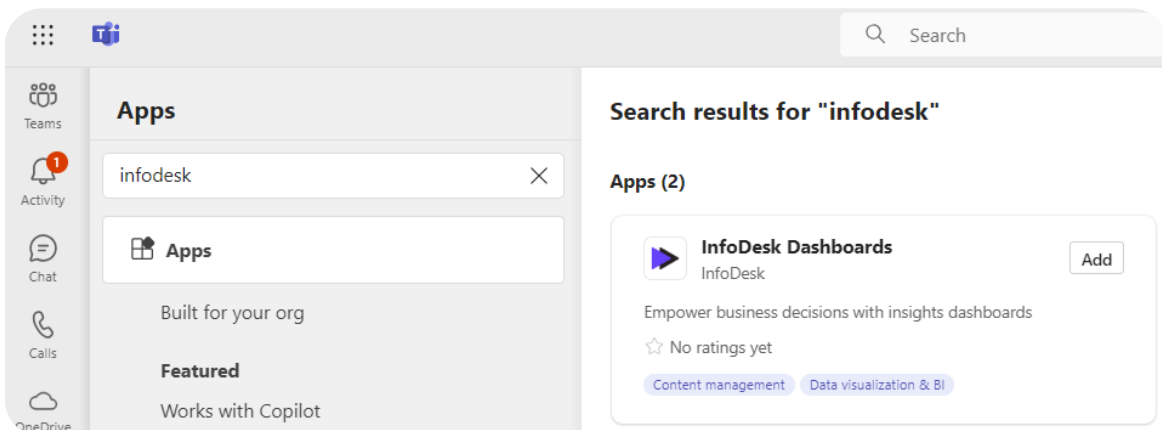 Search
Teams
1
Activity
Chat
Calls
OneDrive
Apps
infodesk
Apps
Built for your org
Featured
Works with Copilot
Search results for "infodesk"
Apps (2)
InfoDesk Dashboards
InfoDesk
Add
Empower business decisions with insights dashboards
No ratings yet
Content management
Data visualization & BI